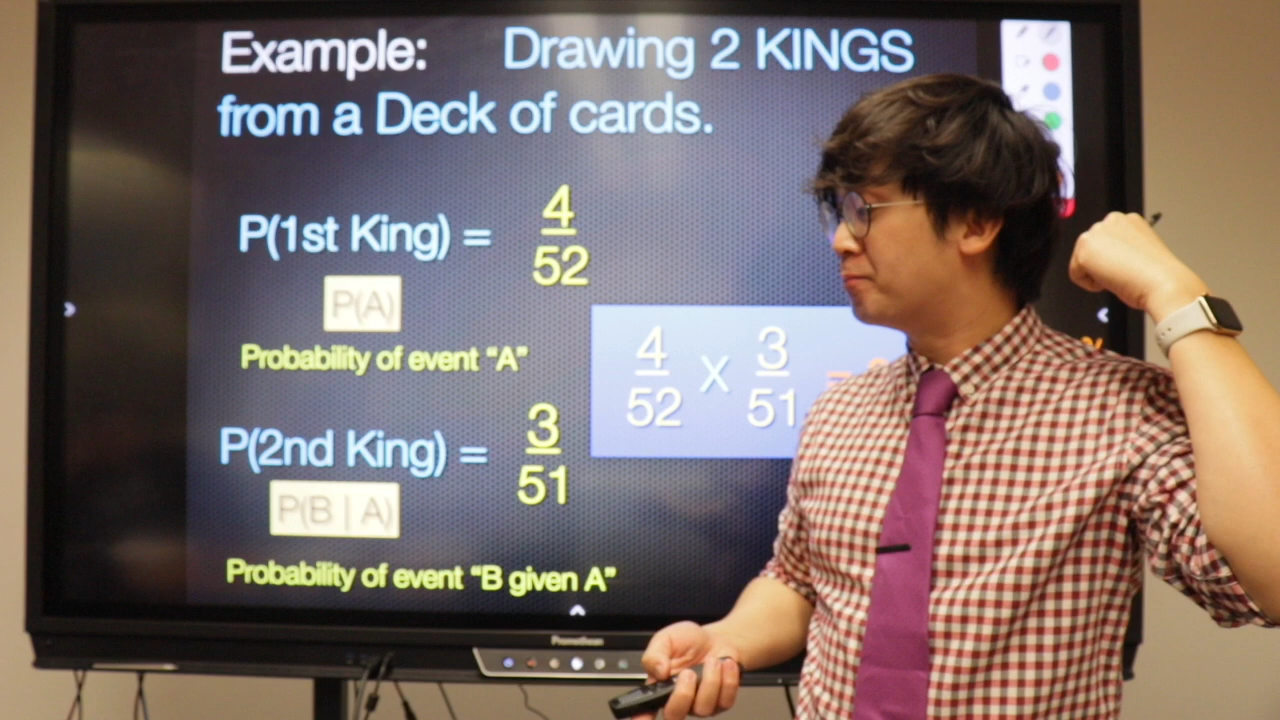 Example: Drawing 2 KINGS
from a Deck of cards.
P(1st King) = 4/52
P(A)
Probability of event “A”
4/52 X 3/51 =
P(2nd King) = 3/51
P(B | A)
Probability of event “B given A”
Promethean